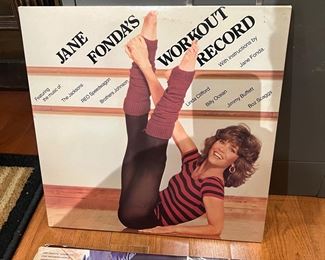 JANE FONDA'S WORKOUT RECORD
With instructions by
Jane Fonda
Featuring
the music of
The Jacksons
REO Speedwagon
Brothers Johnson
Linda Clifford
Billy Ocean
Jimmy Buffett
Boz Scaggs